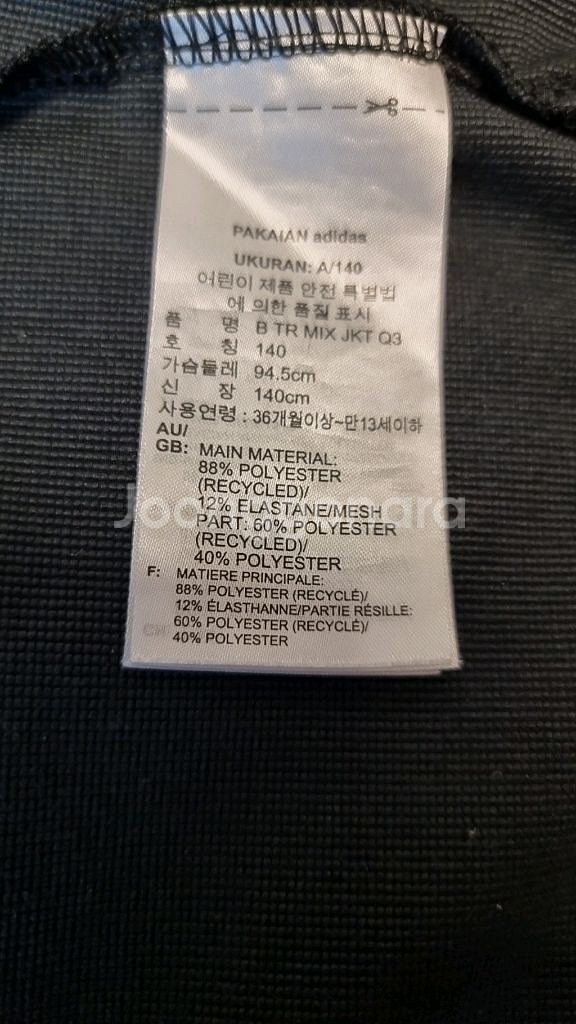 PAKAIAN adidas
UKURAN: A/140
어린이 제품 안전 특별법
에 의한 품질 표시
품 명 B TR MIX JKT Q3
호 칭 140
가슴둘레 94.5cm
신 장 140cm
사용연령 : 36개월이상~만13세이하
AU/
GB: MAIN MATERIAL:
88% POLYESTER
(RECYCLED)/
12% ELASTANE/MESH
PART: 60% POLYESTER
(RECYCLED)/
40% POLYESTER
F: MATIERE PRINCIPALE:
88% POLYESTER (RECYCLÉ)/
12% ÉLASTHANNE/PARTIE RÉSILLE:
60% POLYESTER (RECYCLÉ)/
40% POLYESTER